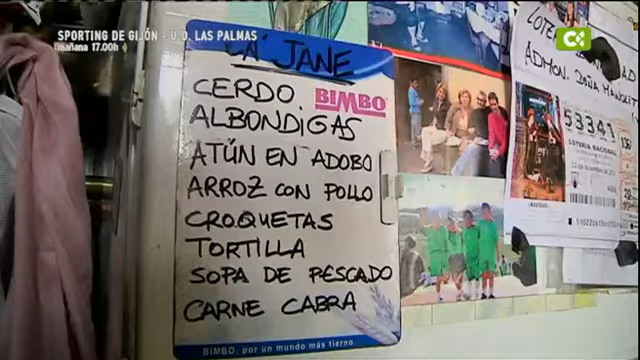 SPORTING DE GIJÓN - U.D. LAS PALMAS
mañana 17.00h
LA JANE
BIMBO
CERDO
ALBONDIGAS
ATÚN EN ADOBO
ARROZ CON POLLO
CROQUETAS
TORTILLA
SOPA DE PESCADO
CARNE CABRA
BIMBO, por un mundo más tierno
C
ADMON. DOÑA MANOLITA
53341
LOTERIA NACIONAL